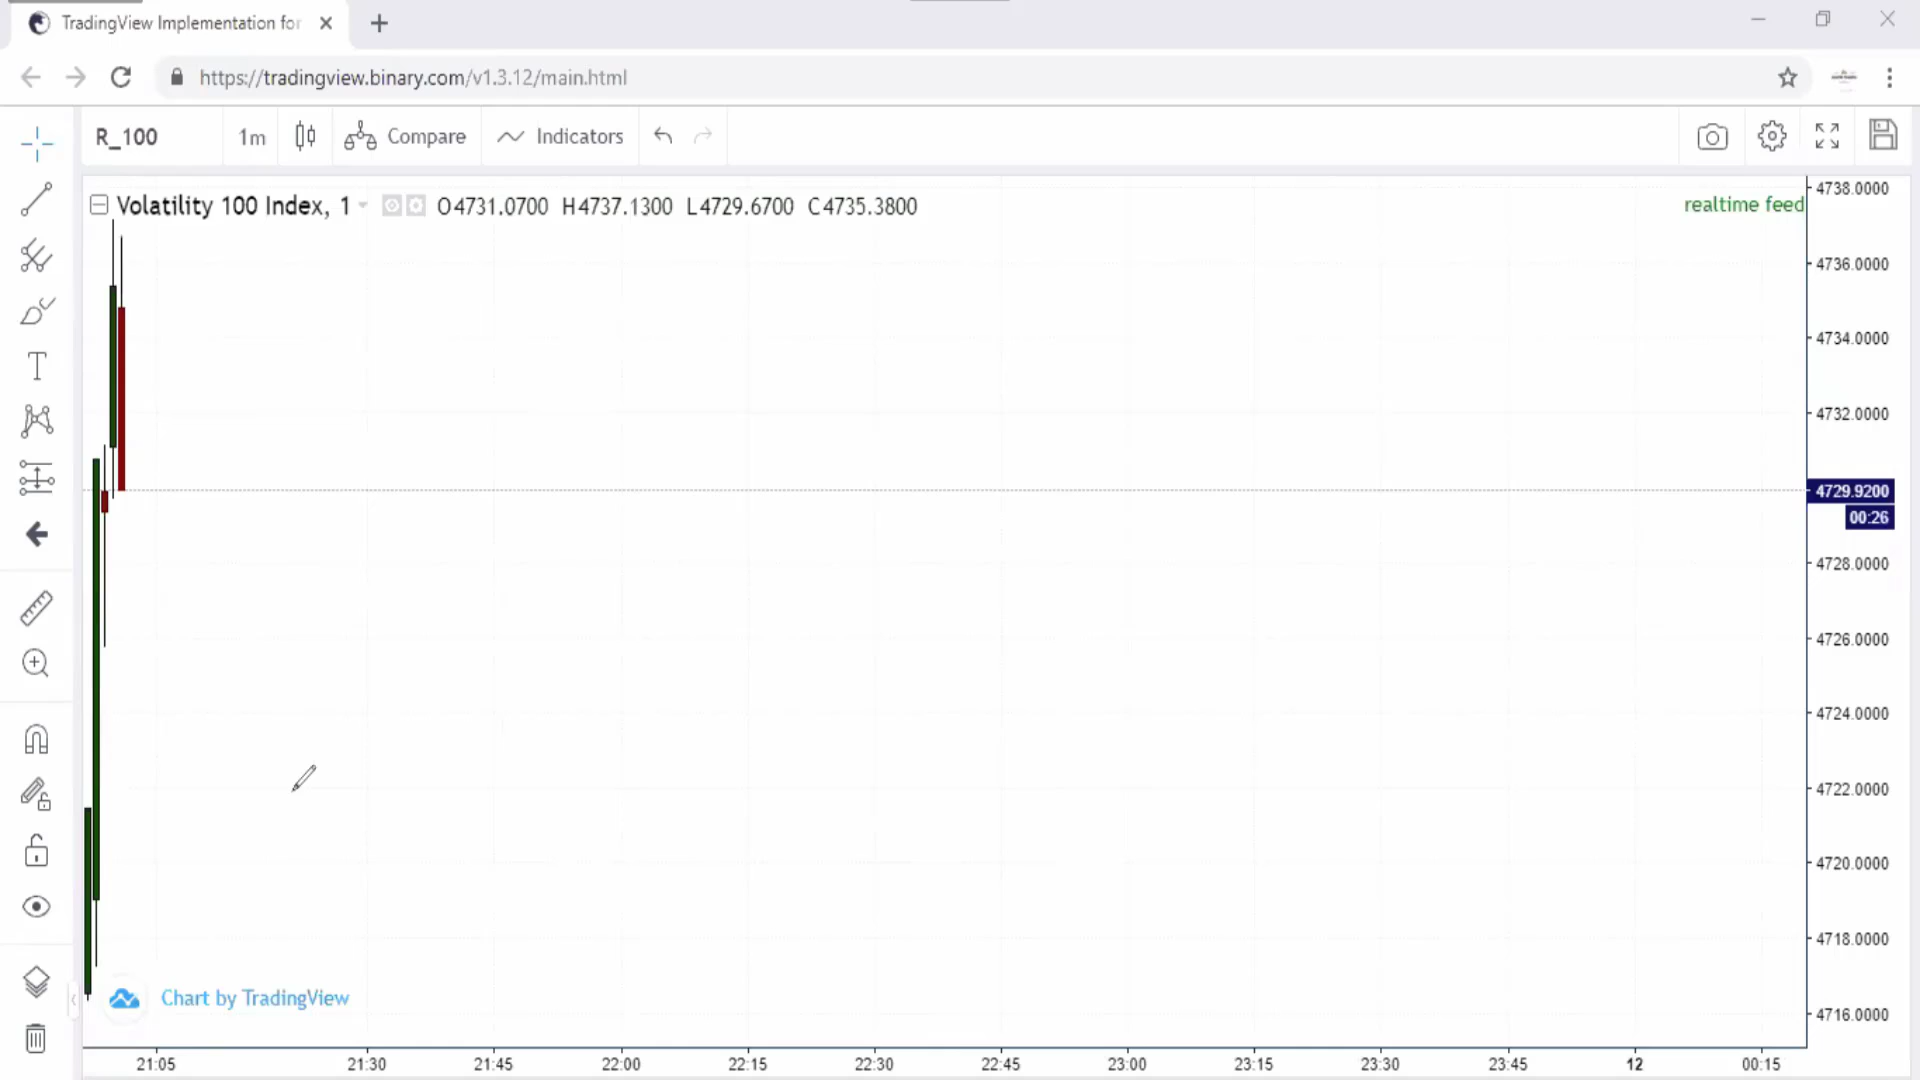 TradingView Implementation for
https://tradingview.binary.com/v1.3.12/main.html
R_100 1m Compare Indicators
Volatility 100 Index, 1 O4731.0700 H4737.1300 L4729.6700 C4735.3800
realtime feed
4738.0000
4736.0000
4734.0000
4732.0000
4729.9200
00:26
4728.0000
4726.0000
4724.0000
4722.0000
4720.0000
4718.0000
4716.0000
Chart by TradingView
21:05 21:30 21:45 22:00 22:15 22:30 22:45 23:00 23:15 23:30 23:45 12 00:15